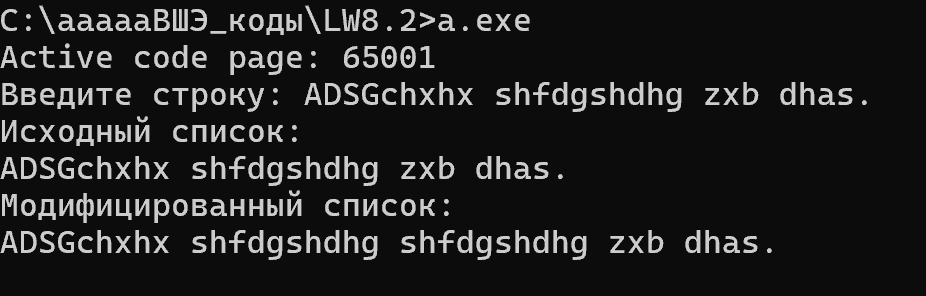 C:\aaaaaВШЭ_коды\LW8.2>a.exe
Active code page: 65001
Введите строку: ADSGchxhx shfdgshdhg zxb dhas.
Исходный список:
ADSGchxhx shfdgshdhg zxb dhas.
Модифицированный список:
ADSGchxhx shfdgshdhg shfdgshdhg zxb dhas.